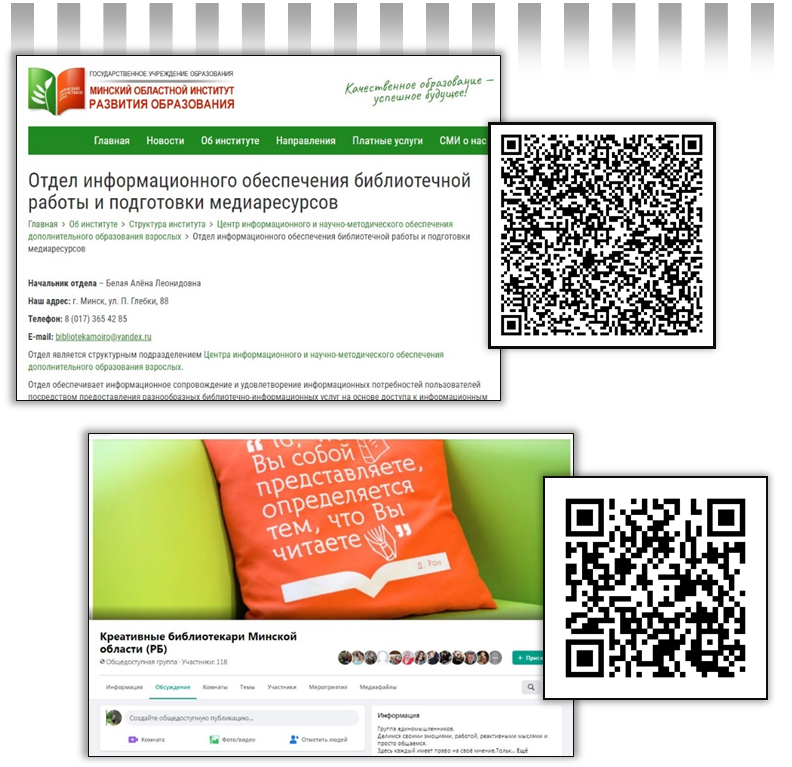 ГОСУДАРСТВЕННОЕ УЧРЕЖДЕНИЕ ОБРАЗОВАНИЯ
МИНСКИЙ ОБЛАСТНОЙ ИНСТИТУТ
РАЗВИТИЯ ОБРАЗОВАНИЯ
Качественное образование –
успешное будущее!
Главная Новости Об институте Направления Платные услуги СМИ о нас
Отдел информационного обеспечения библиотечной
работы и подготовки медиаресурсов
Главная > Об институте > Структура института > Центр информационного и научно-методического обеспечения
дополнительного образования взрослых > Отдел информационного обеспечения библиотечной работы и подготовки
медиаресурсов
Начальник отдела – Белая Алёна Леонидовна
Наш адрес: г. Минск, ул. П. Глебки, 88
Телефон: 8 (017) 365 42 85
E-mail: bibliotekamoiro@yandex.ru
Отдел является структурным подразделением Центра информационного и научно-методического обеспечения
дополнительного образования взрослых.
Отдел обеспечивает информационное сопровождение и удовлетворение информационных потребностей пользователей
посредством предоставления разнообразных библиотечно-информационных услуг на основе доступа к информационным
Вы собой
представляете,
определяется
тем, что Вы
читаете”
Д. Рои
Креативные библиотекари Минской
области (РБ)
Общедоступная группа · Участники: 118
+ Пригл
Информация Обсуждение Комнаты Темы Участники Мероприятия Медиафайлы
Создайте общедоступную публикацию...
Комната Фото/видео Отметить людей
Информация
Группа единомышленников.
Делимся своими эмоциями, работой, реактивными мыслями и
просто общаемся.
Здесь каждый имеет право на своё мнение.Тольк... Ещё